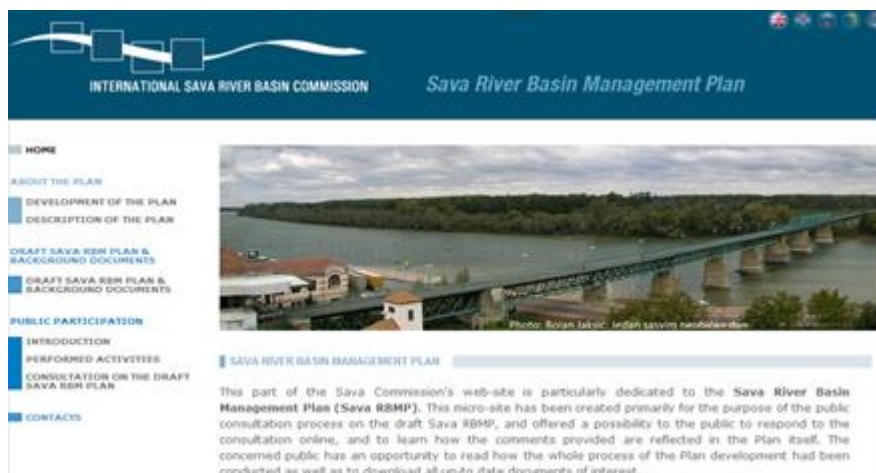 INTERNATIONAL SAVA RIVER BASIN COMMISSION
Sava River Basin Management Plan
HOME
ABOUT THE PLAN
DEVELOPMENT OF THE PLAN
DESCRIPTION OF THE PLAN
DRAFT SAVA RBM PLAN &
BACKGROUND DOCUMENTS
DRAFT SAVA RBM PLAN &
BACKGROUND DOCUMENTS
PUBLIC PARTICIPATION
INTRODUCTION
PERFORMED ACTIVITIES
CONSULTATION ON THE DRAFT
SAVA RBM PLAN
CONTACTS
Photo: Bojan Jaksic: Jedan sasvim neobičan dan
SAVA RIVER BASIN MANAGEMENT PLAN
This part of the Sava Commission's web-site is particularly dedicated to the Sava River Basin
Management Plan (Sava RBMP). This micro-site has been created primarily for the purpose of the public
consultation process on the draft Sava RBMP, and offered a possibility to the public to respond to the
consultation online, and to learn how the comments provided are reflected in the Plan itself. The
concerned public has an opportunity to read how the whole process of the Plan development had been
conducted as well as to download all up-to date documents of interest